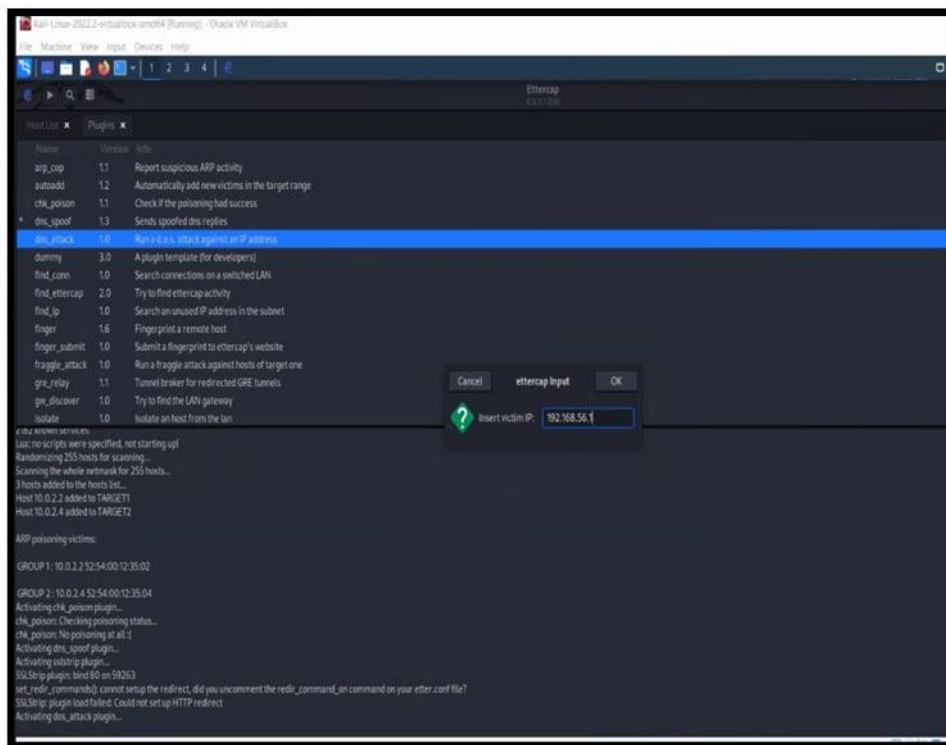 Kali-Linux-2022.2-virtualbox-amd64 [Running] - Oracle VM VirtualBox
File Machine View Input Devices Help
1 2 3 4
Ettercap
Host List × Plugins ×
Name Version Info
arp_cop 1.1 Report suspicious ARP activity
autoadd 1.2 Automatically add new victims in the target range
chk_poison 1.1 Check if the poisoning had success
* dns_spoof 1.3 Sends spoofed dns replies
dos_attack 1.0 Run a d.o.s. attack against an IP address
dummy 3.0 A plugin template (for developers)
find_conn 1.0 Search connections on a switched LAN
find_ettercap 2.0 Try to find ettercap activity
find_ip 1.0 Search an unused IP address in the subnet
finger 1.6 Fingerprint a remote host
finger_submit 1.0 Submit a fingerprint to ettercap's website
fraggle_attack 1.0 Run a fraggle attack against hosts of target one
gre_relay 1.1 Tunnel broker for redirected GRE tunnels
gw_discover 1.0 Try to find the LAN gateway
isolate 1.0 Isolate an host from the lan
Cancel ettercap Input OK
Insert victim IP: 192.168.56.1
2182 known services
Lua: no scripts were specified, not starting up!
Randomizing 255 hosts for scanning...
Scanning the whole netmask for 255 hosts...
3 hosts added to the hosts list...
Host 10.0.2.2 added to TARGET1
Host 10.0.2.4 added to TARGET2
ARP poisoning victims:
GROUP 1 : 10.0.2.2 52:54:00:12:35:02
GROUP 2 : 10.0.2.4 52:54:00:12:35:04
Activating chk_poison plugin...
chk_poison: Checking poisoning status...
chk_poison: No poisoning at all :(
Activating dns_spoof plugin...
Activating sslstrip plugin...
SSLStrip plugin: bind 80 on 59263
set_redir_commands(): cannot setup the redirect, did you uncomment the redir_command_on command on your etter.conf file?
SSLStrip: plugin load failed: Could not set up HTTP redirect
Activating dos_attack plugin...